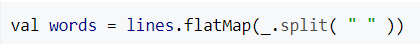 val words = lines.flatMap(_.split( " " ))